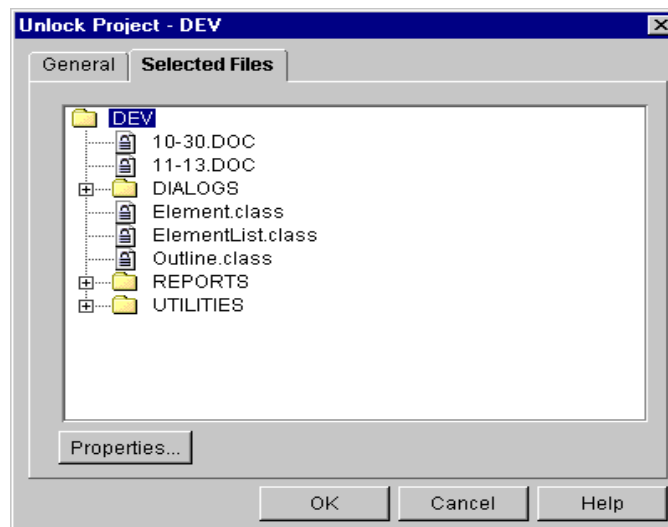 Unlock Project - DEV
General Selected Files
DEV
10-30.DOC
11-13.DOC
DIALOGS
Element.class
ElementList.class
Outline.class
REPORTS
UTILITIES
Properties...
OK Cancel Help